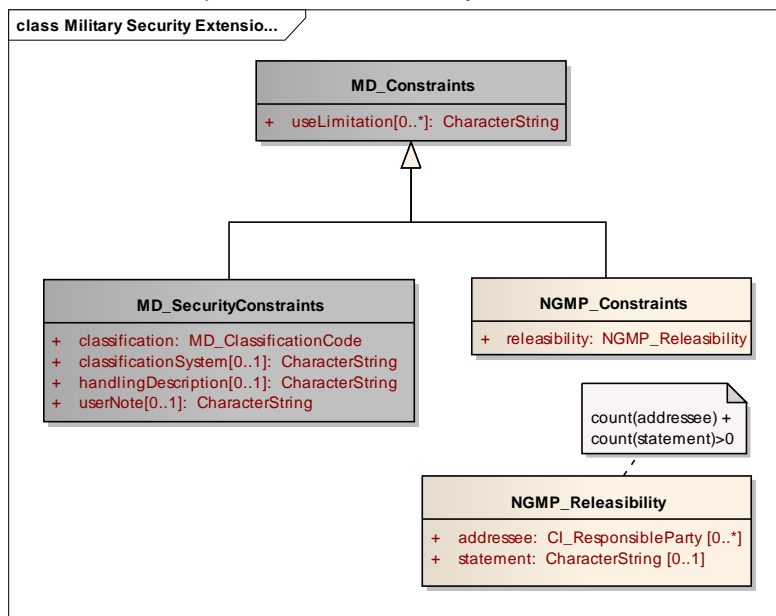 class Military Security Extensio...
MD_Constraints
+ useLimitation[0..*]: CharacterString
MD_SecurityConstraints
+ classification: MD_ClassificationCode
+ classificationSystem[0..1]: CharacterString
+ handlingDescription[0..1]: CharacterString
+ userNote[0..1]: CharacterString
NGMP_Constraints
+ releasibility: NGMP_Releasibility
count(addressee) +
count(statement)>0
NGMP_Releasibility
+ addressee: CI_ResponsibleParty [0..*]
+ statement: CharacterString [0..1]